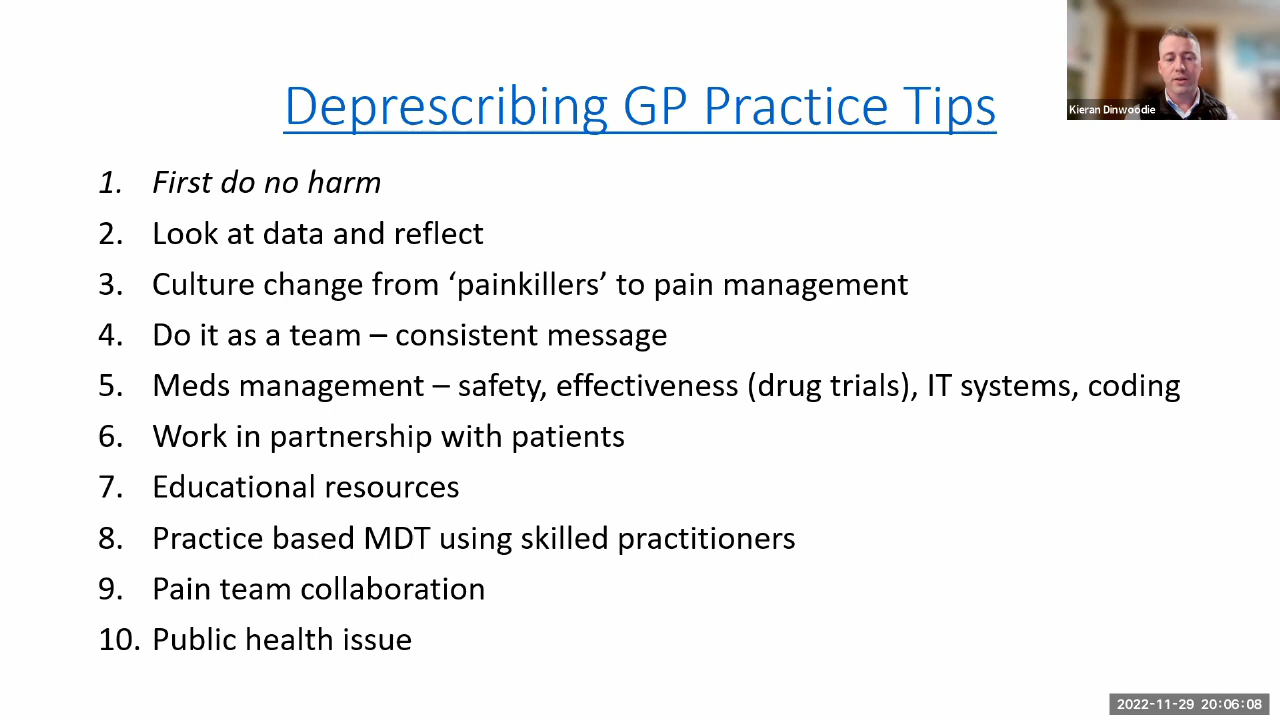 Deprescribing GP Practice Tips
Kieran Dinwoodie
1. First do no harm
2. Look at data and reflect
3. Culture change from ‘painkillers’ to pain management
4. Do it as a team – consistent message
5. Meds management – safety, effectiveness (drug trials), IT systems, coding
6. Work in partnership with patients
7. Educational resources
8. Practice based MDT using skilled practitioners
9. Pain team collaboration
10. Public health issue
2022-11-29 20:06:08